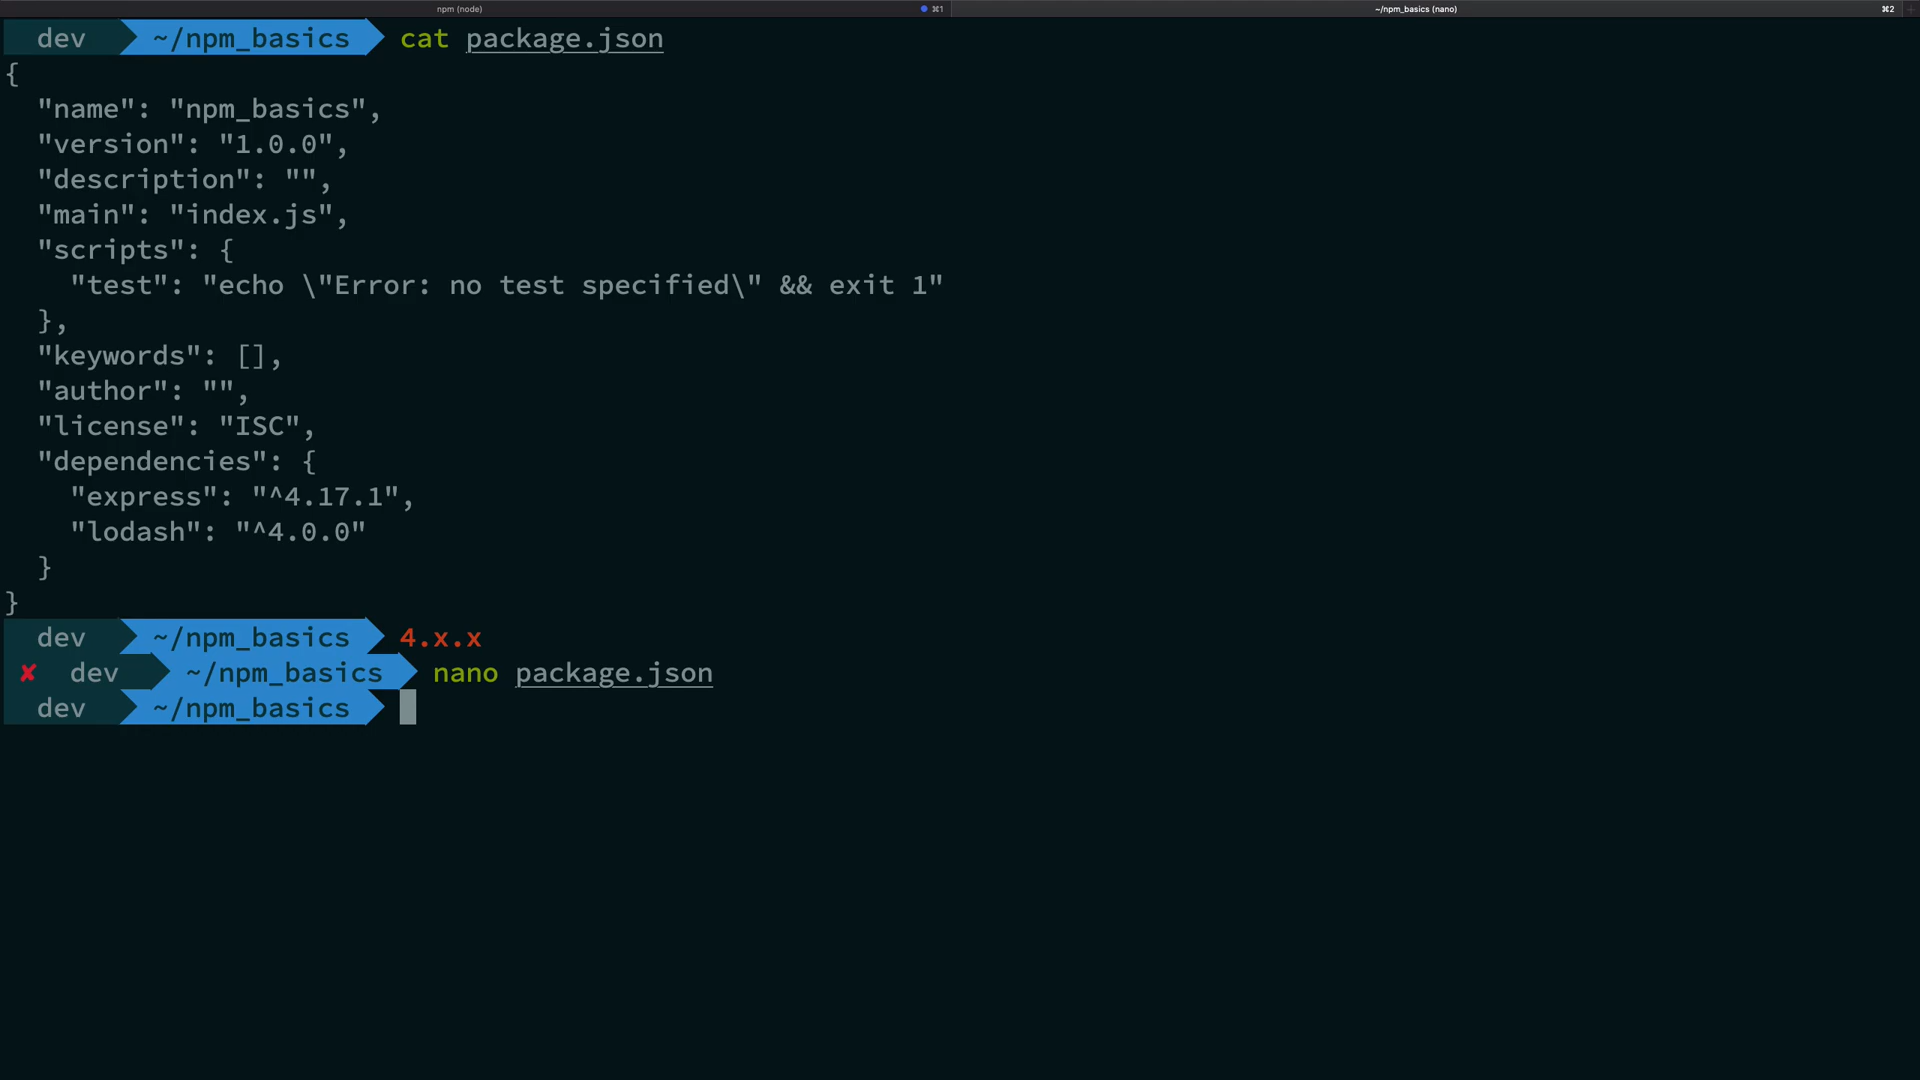 npm (node) ⌘1 ~/npm_basics (nano) ⌘2
dev ~/npm_basics cat package.json
{
  "name": "npm_basics",
  "version": "1.0.0",
  "description": "",
  "main": "index.js",
  "scripts": {
    "test": "echo \"Error: no test specified\" && exit 1"
  },
  "keywords": [],
  "author": "",
  "license": "ISC",
  "dependencies": {
    "express": "^4.17.1",
    "lodash": "^4.0.0"
  }
}
dev ~/npm_basics 4.x.x
✘ dev ~/npm_basics nano package.json
dev ~/npm_basics